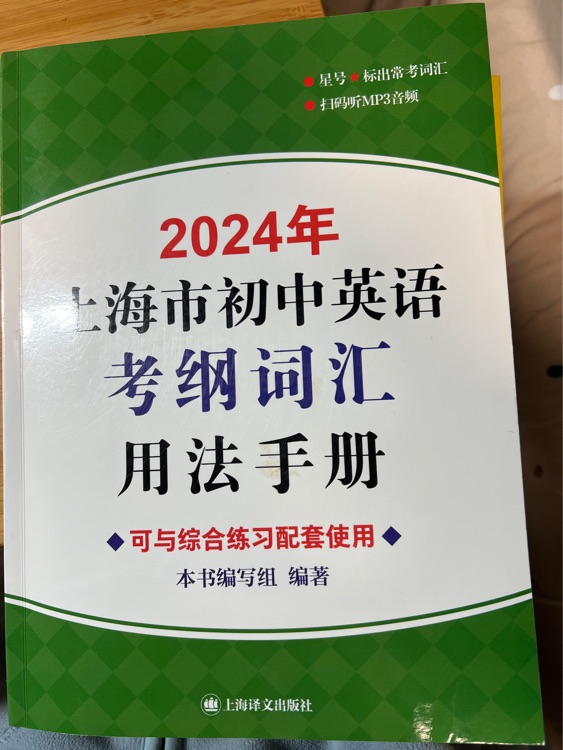 星号★标出常考词汇
扫码听MP3音频
2024年
上海市初中英语
考纲词汇
用法手册
可与综合练习配套使用
本书编写组 编著
上海译文出版社